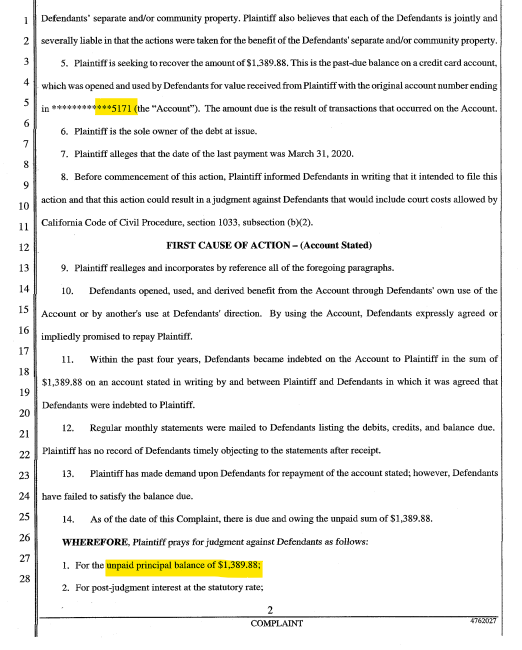 1 Defendants' separate and/or community property. Plaintiff also believes that each of the Defendants is jointly and
2 severally liable in that the actions were taken for the benefit of the Defendants' separate and/or community property.
3 5. Plaintiff is seeking to recover the amount of $1,389.88. This is the past-due balance on a credit card account,
4 which was opened and used by Defendants for value received from Plaintiff with the original account number ending
5 in ************5171 (the "Account"). The amount due is the result of transactions that occurred on the Account.
6 6. Plaintiff is the sole owner of the debt at issue.
7 7. Plaintiff alleges that the date of the last payment was March 31, 2020.
8 8. Before commencement of this action, Plaintiff informed Defendants in writing that it intended to file this
9
10 action and that this action could result in a judgment against Defendants that would include court costs allowed by
11 California Code of Civil Procedure, section 1033, subsection (b)(2).
12 FIRST CAUSE OF ACTION – (Account Stated)
13 9. Plaintiff realleges and incorporates by reference all of the foregoing paragraphs.
14 10. Defendants opened, used, and derived benefit from the Account through Defendants' own use of the
15 Account or by another's use at Defendants' direction. By using the Account, Defendants expressly agreed or
16 impliedly promised to repay Plaintiff.
17
18 11. Within the past four years, Defendants became indebted on the Account to Plaintiff in the sum of
19 $1,389.88 on an account stated in writing by and between Plaintiff and Defendants in which it was agreed that
20 Defendants were indebted to Plaintiff.
21 12. Regular monthly statements were mailed to Defendants listing the debits, credits, and balance due.
22 Plaintiff has no record of Defendants timely objecting to the statements after receipt.
23 13. Plaintiff has made demand upon Defendants for repayment of the account stated; however, Defendants
24 have failed to satisfy the balance due.
25 14. As of the date of this Complaint, there is due and owing the unpaid sum of $1,389.88.
26 WHEREFORE, Plaintiff prays for judgment against Defendants as follows:
27 1. For the unpaid principal balance of $1,389.88;
28 2. For post-judgment interest at the statutory rate;
2
COMPLAINT
4762027